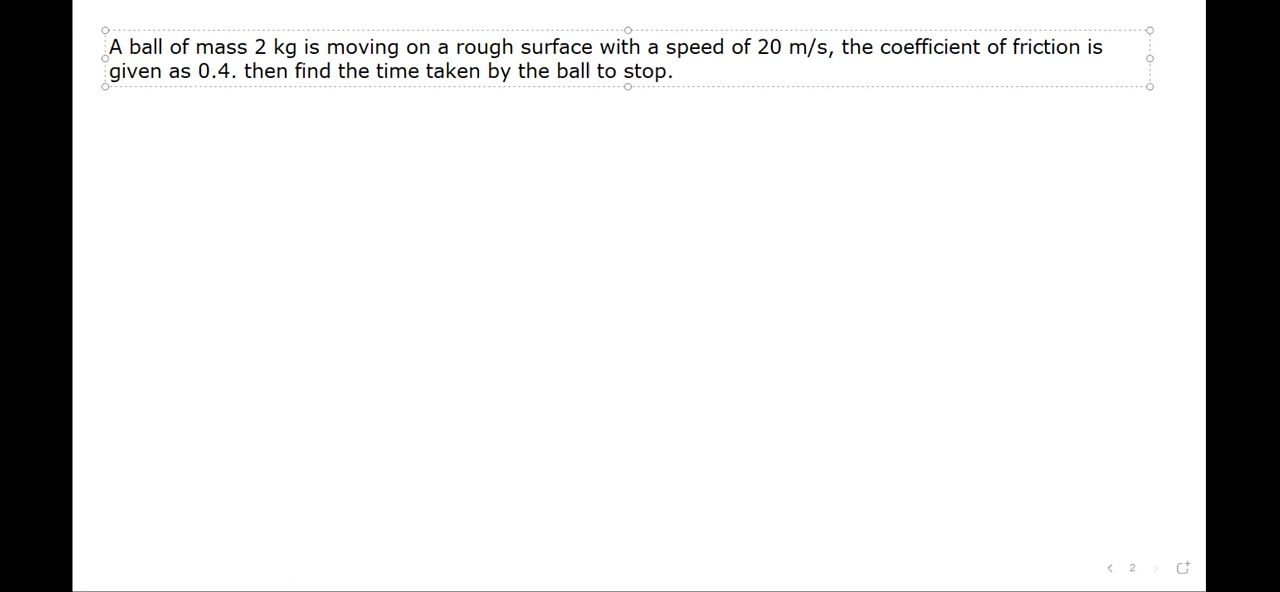 A ball of mass 2 kg is moving on a rough surface with a speed of 20 m/s, the coefficient of friction is
given as 0.4. then find the time taken by the ball to stop.
2